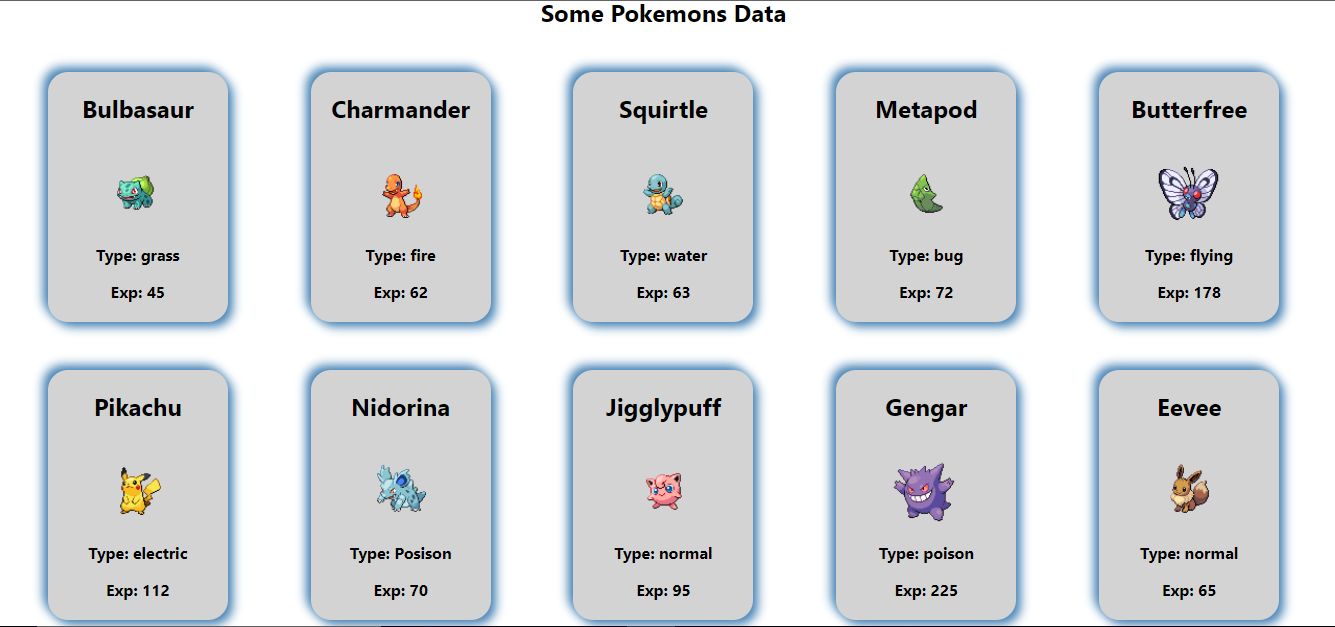 Some Pokemons Data
Bulbasaur
Type: grass
Exp: 45
Charmander
Type: fire
Exp: 62
Squirtle
Type: water
Exp: 63
Metapod
Type: bug
Exp: 72
Butterfree
Type: flying
Exp: 178
Pikachu
Type: electric
Exp: 112
Nidorina
Type: Posison
Exp: 70
Jigglypuff
Type: normal
Exp: 95
Gengar
Type: poison
Exp: 225
Eevee
Type: normal
Exp: 65